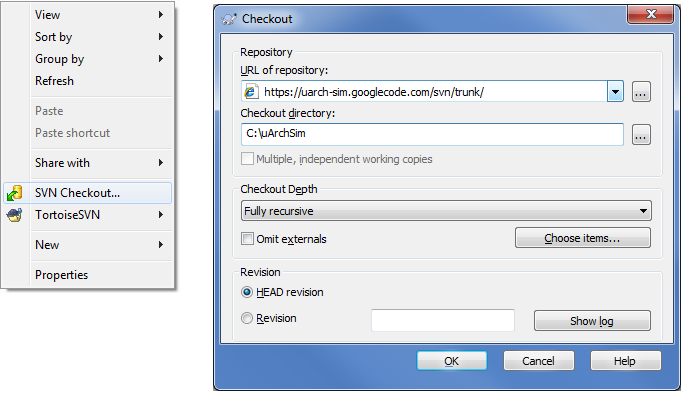 View
Sort by
Group by
Refresh
Paste
Paste shortcut
Share with
SVN Checkout...
TortoiseSVN
New
Properties
Checkout
Repository
URL of repository:
https://uarch-sim.googlecode.com/svn/trunk/
...
Checkout directory:
C:\uArchSim
...
Multiple, independent working copies
Checkout Depth
Fully recursive
Omit externals
Choose items...
Revision
HEAD revision
Revision
Show log
OK
Cancel
Help